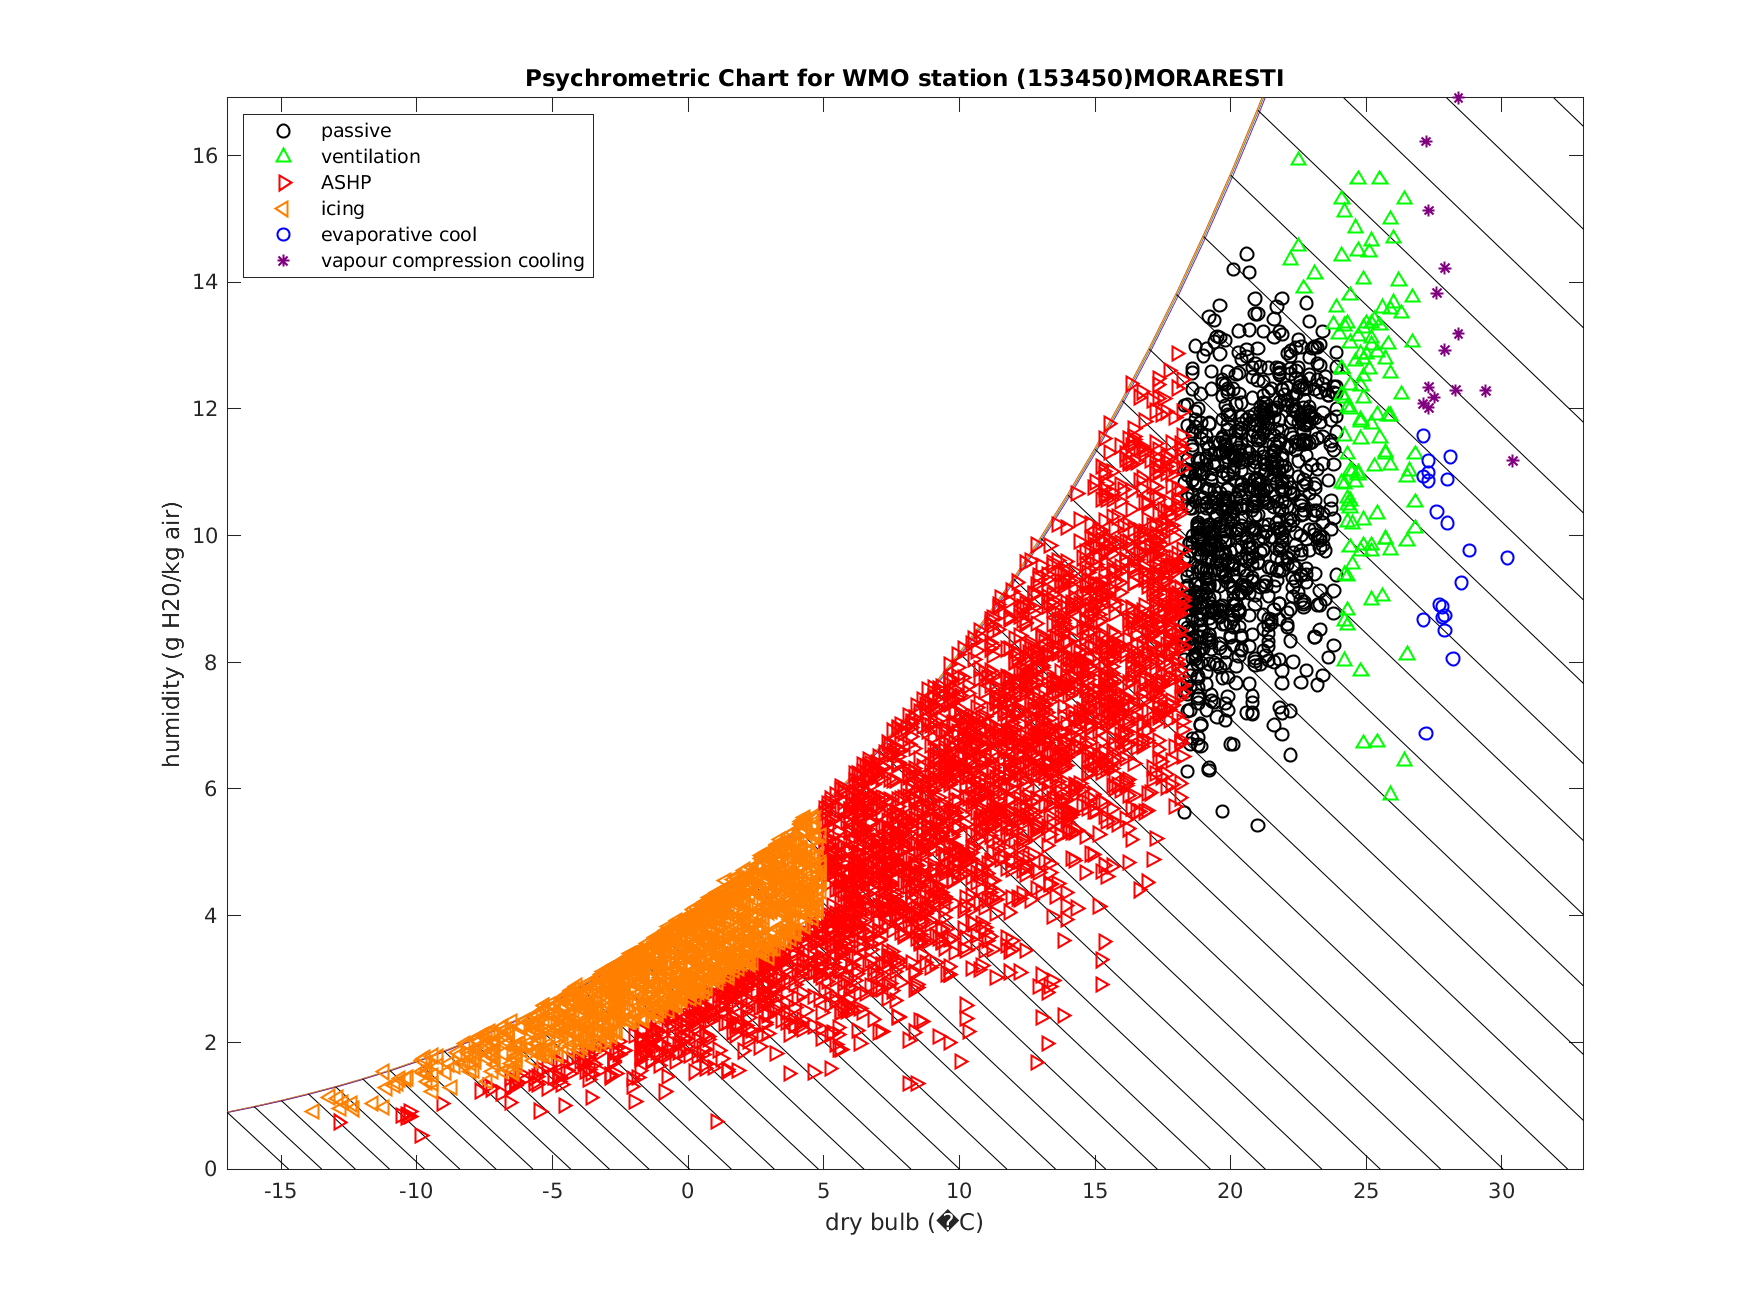 Psychrometric Chart for WMO station (153450)MORARESTI
passive
ventilation
ASHP
icing
evaporative cool
vapour compression cooling
humidity (g H20/kg air)
16
14
12
10
8
6
4
2
0
-15 -10 -5 0 5 10 15 20 25 30
dry bulb (�C)